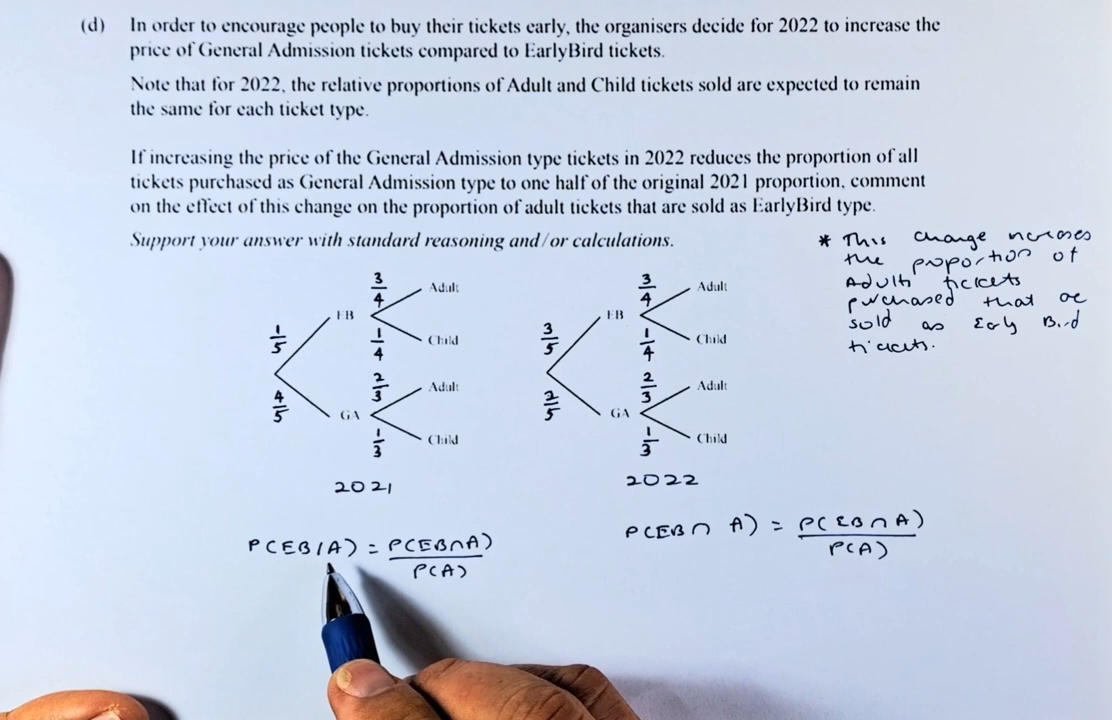 (d) In order to encourage people to buy their tickets early, the organisers decide for 2022 to increase the
price of General Admission tickets compared to EarlyBird tickets.
Note that for 2022, the relative proportions of Adult and Child tickets sold are expected to remain
the same for each ticket type.
If increasing the price of the General Admission type tickets in 2022 reduces the proportion of all
tickets purchased as General Admission type to one half of the original 2021 proportion, comment
on the effect of this change on the proportion of adult tickets that are sold as EarlyBird type.
Support your answer with standard reasoning and/or calculations.
* This change increases
the proportion of
Adult tickets
purchased that are
sold as Early Bird
tickets.
1/5
4/5
EB
3/4
Adult
1/4
Child
GA
2/3
Adult
1/3
Child
2021
3/5
2/5
EB
3/4
Adult
1/4
Child
GA
2/3
Adult
1/3
Child
2022
P(EB/A) = P(EB∩A)
P(A)
P(EB∩ A) = P(EB∩A)
P(A)